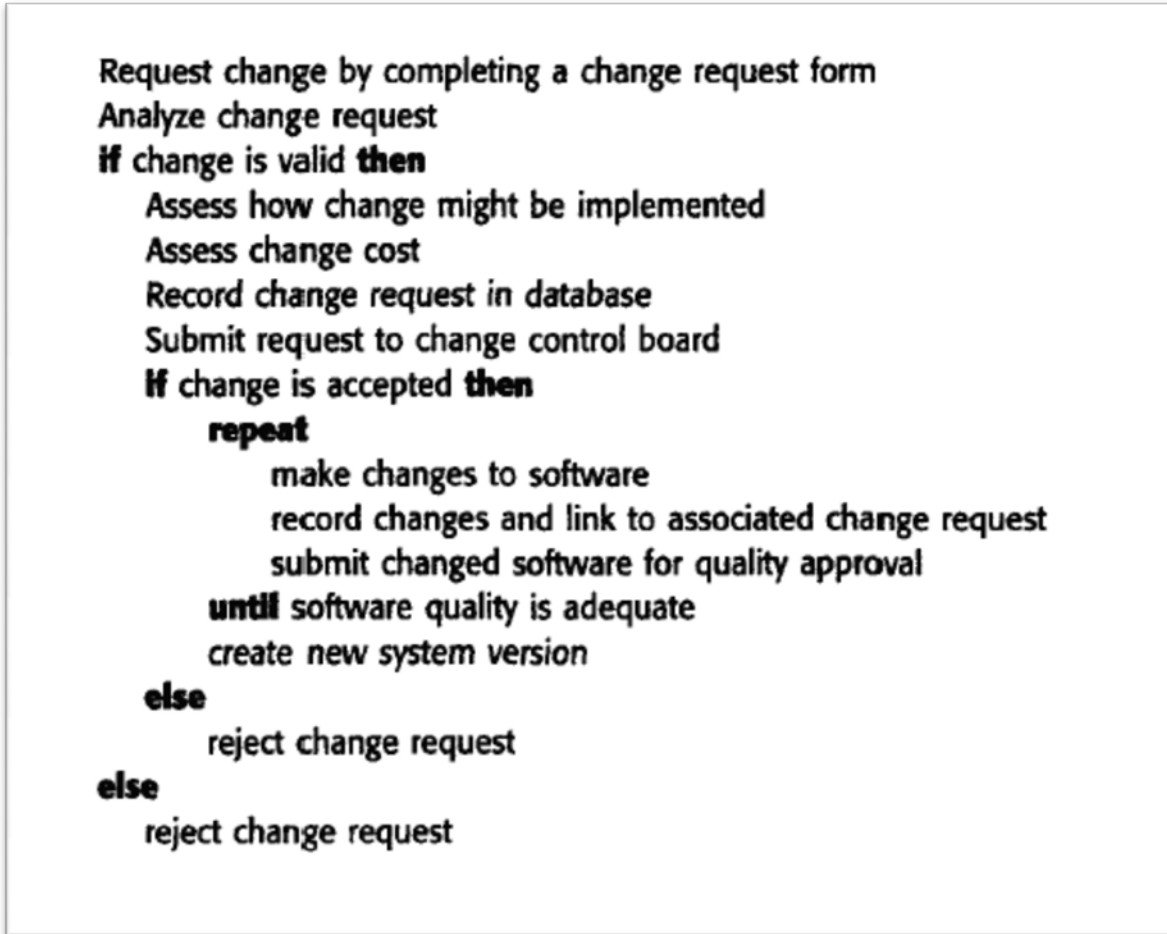 Request change by completing a change request form
Analyze change request
if change is valid then
Assess how change might be implemented
Assess change cost
Record change request in database
Submit request to change control board
if change is accepted then
repeat
make changes to software
record changes and link to associated change request
submit changed software for quality approval
until software quality is adequate
create new system version
else
reject change request
else
reject change request